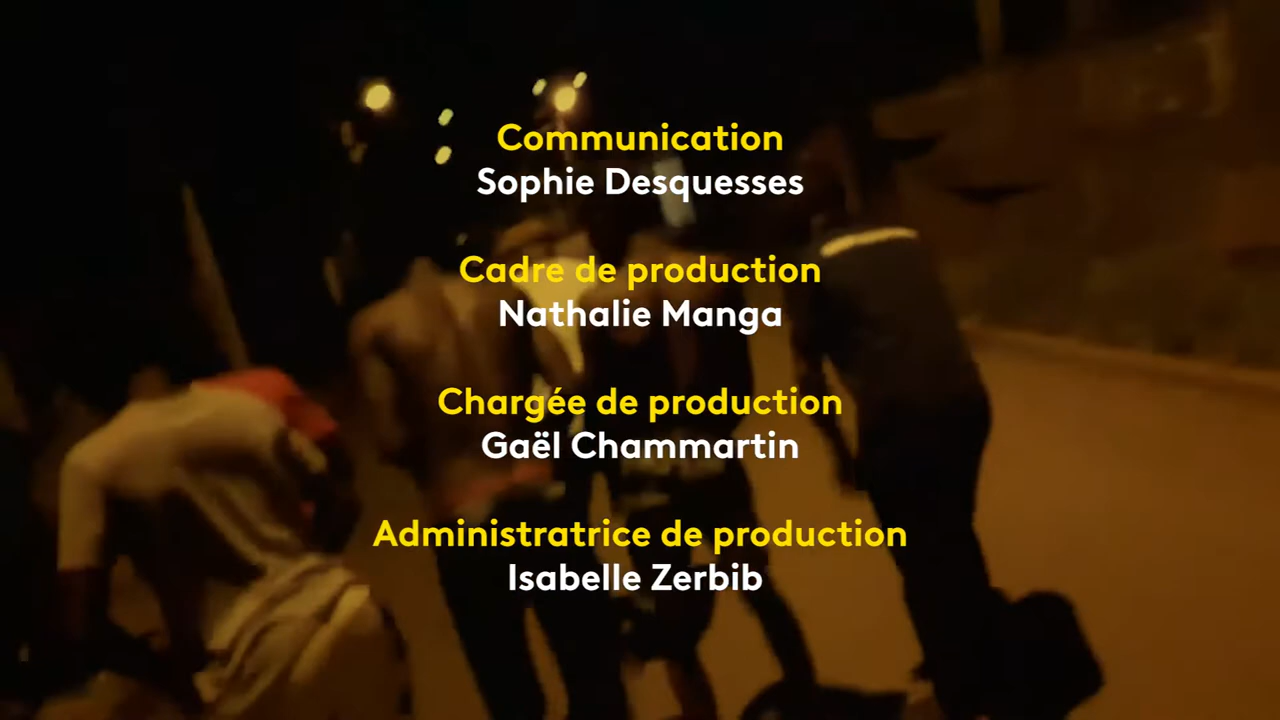 Communication
Sophie Desquesses
Cadre de production
Nathalie Manga
Chargée de production
Gaël Chammartin
Administratrice de production
Isabelle Zerbib